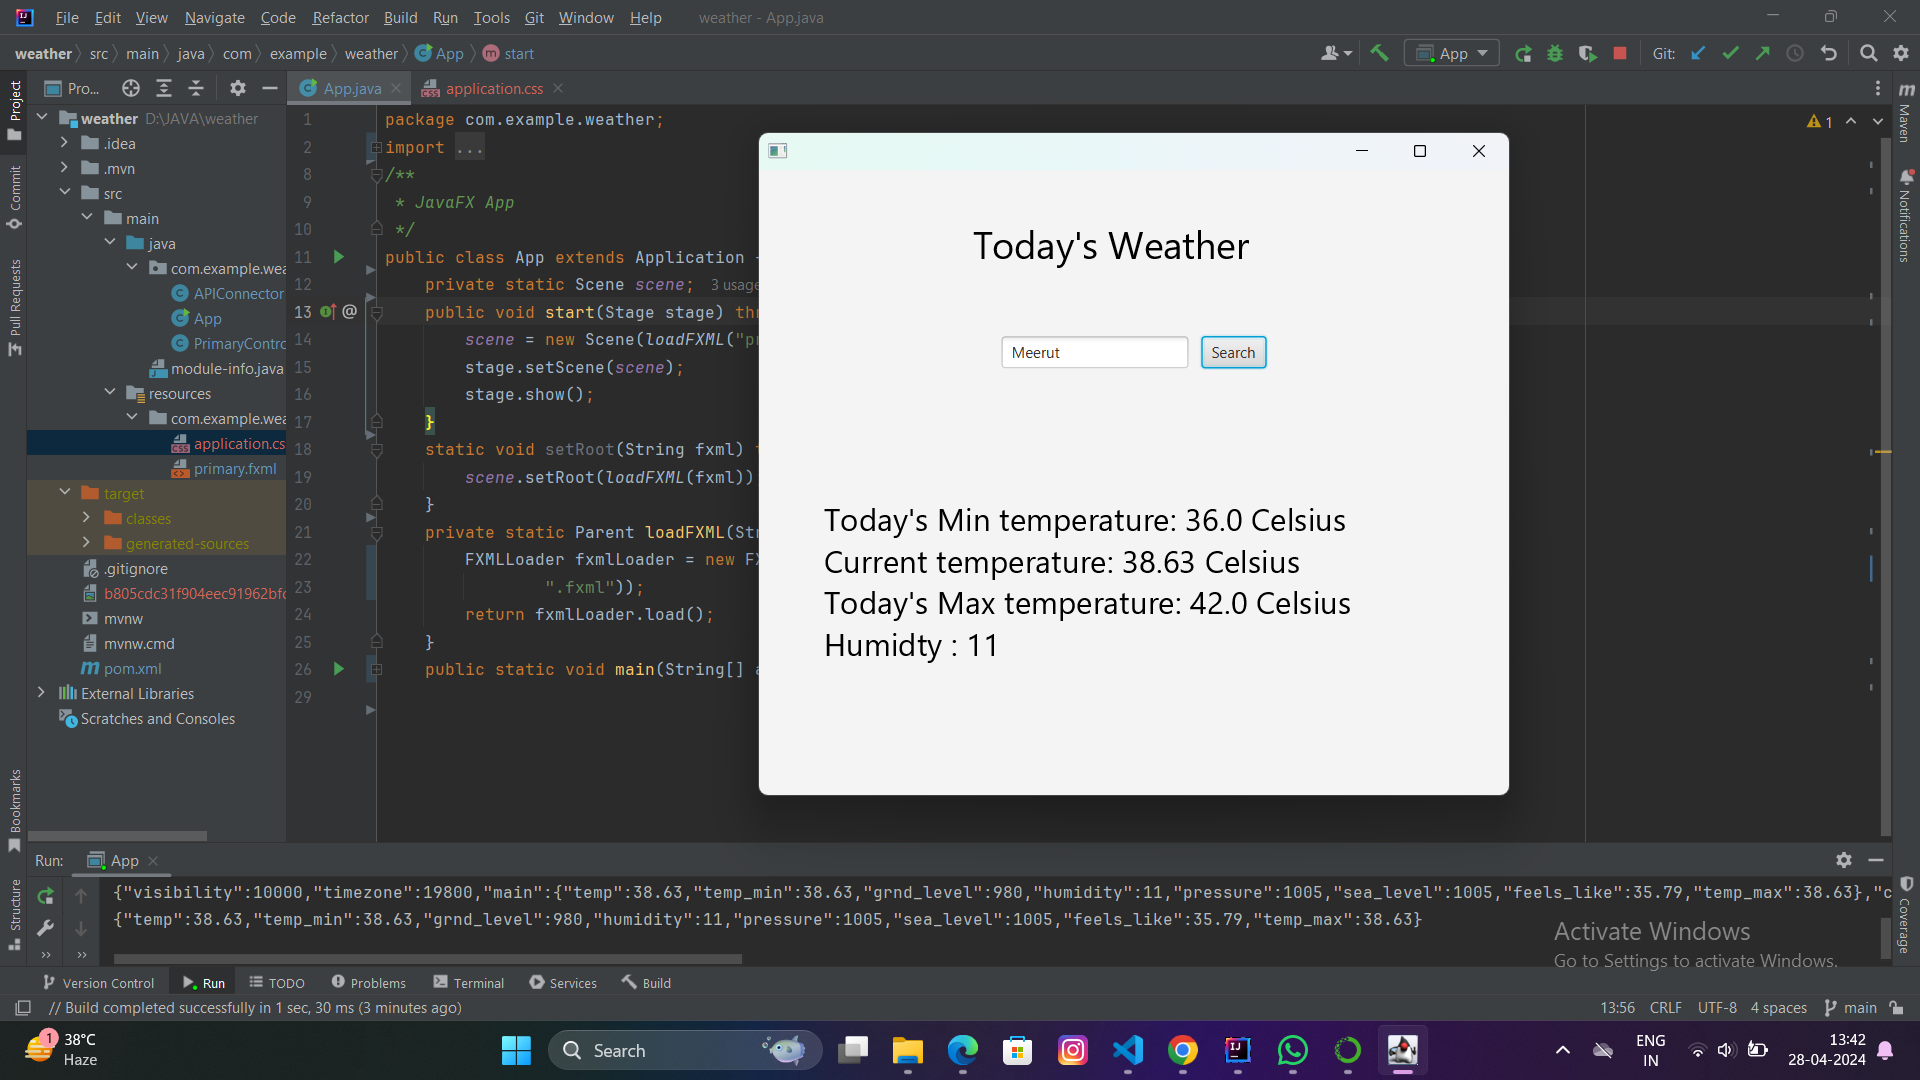 File Edit View Navigate Code Refactor Build Run Tools Git Window Help weather - App.java
weather src main java com example weather App m start
App Git:
Project
Commit
Pull Requests
Bookmarks
Structure
Pro...
weather D:\JAVA\weather
.idea
.mvn
src
main
java
com.example.wea
APIConnector
App
PrimaryContro
module-info.java
resources
com.example.wea
application.cs
primary.fxml
target
classes
generated-sources
.gitignore
b805cdc31f904eec91962bfc
mvnw
mvnw.cmd
pom.xml
External Libraries
Scratches and Consoles
App.java application.css
1 package com.example.weather;
2 import ...
8 /**
9 * JavaFX App
10 */
11 public class App extends Application
12 private static Scene scene; 3 usage
13 public void start(Stage stage) thr
14 scene = new Scene(loadFXML("pr
15 stage.setScene(scene);
16 stage.show();
17 }
18 static void setRoot(String fxml) t
19 scene.setRoot(loadFXML(fxml))
20 }
21 private static Parent loadFXML(Str
22 FXMLLoader fxmlLoader = new FX
23 ".fxml"));
24 return fxmlLoader.load();
25 }
26 public static void main(String[] a
29
1
Maven
Notifications
Coverage
Today's Weather
Meerut Search
Today's Min temperature: 36.0 Celsius
Current temperature: 38.63 Celsius
Today's Max temperature: 42.0 Celsius
Humidty : 11
Run: App
{"visibility":10000,"timezone":19800,"main":{"temp":38.63,"temp_min":38.63,"grnd_level":980,"humidity":11,"pressure":1005,"sea_level":1005,"feels_like":35.79,"temp_max":38.63},"c
{"temp":38.63,"temp_min":38.63,"grnd_level":980,"humidity":11,"pressure":1005,"sea_level":1005,"feels_like":35.79,"temp_max":38.63}
Activate Windows
Go to Settings to activate Windows.
Version Control Run TODO Problems Terminal Services Build
// Build completed successfully in 1 sec, 30 ms (3 minutes ago)
13:56 CRLF UTF-8 4 spaces main
1
38°C
Haze
Search
ENG
IN
13:42
28-04-2024